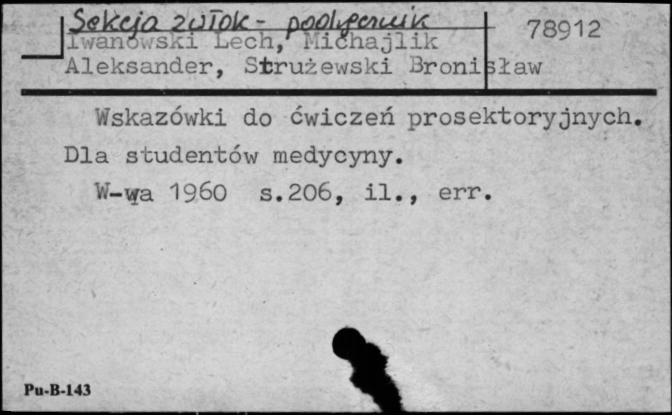 Sekcja zwłok - podręcznik
78912
Iwanowski Lech, Michajlik
Aleksander, Strużewski Bronisław
Wskazówki do ćwiczeń prosektoryjnych.
Dla studentów medycyny.
W-wa 1960 s.206, il., err.
Pu-B-143